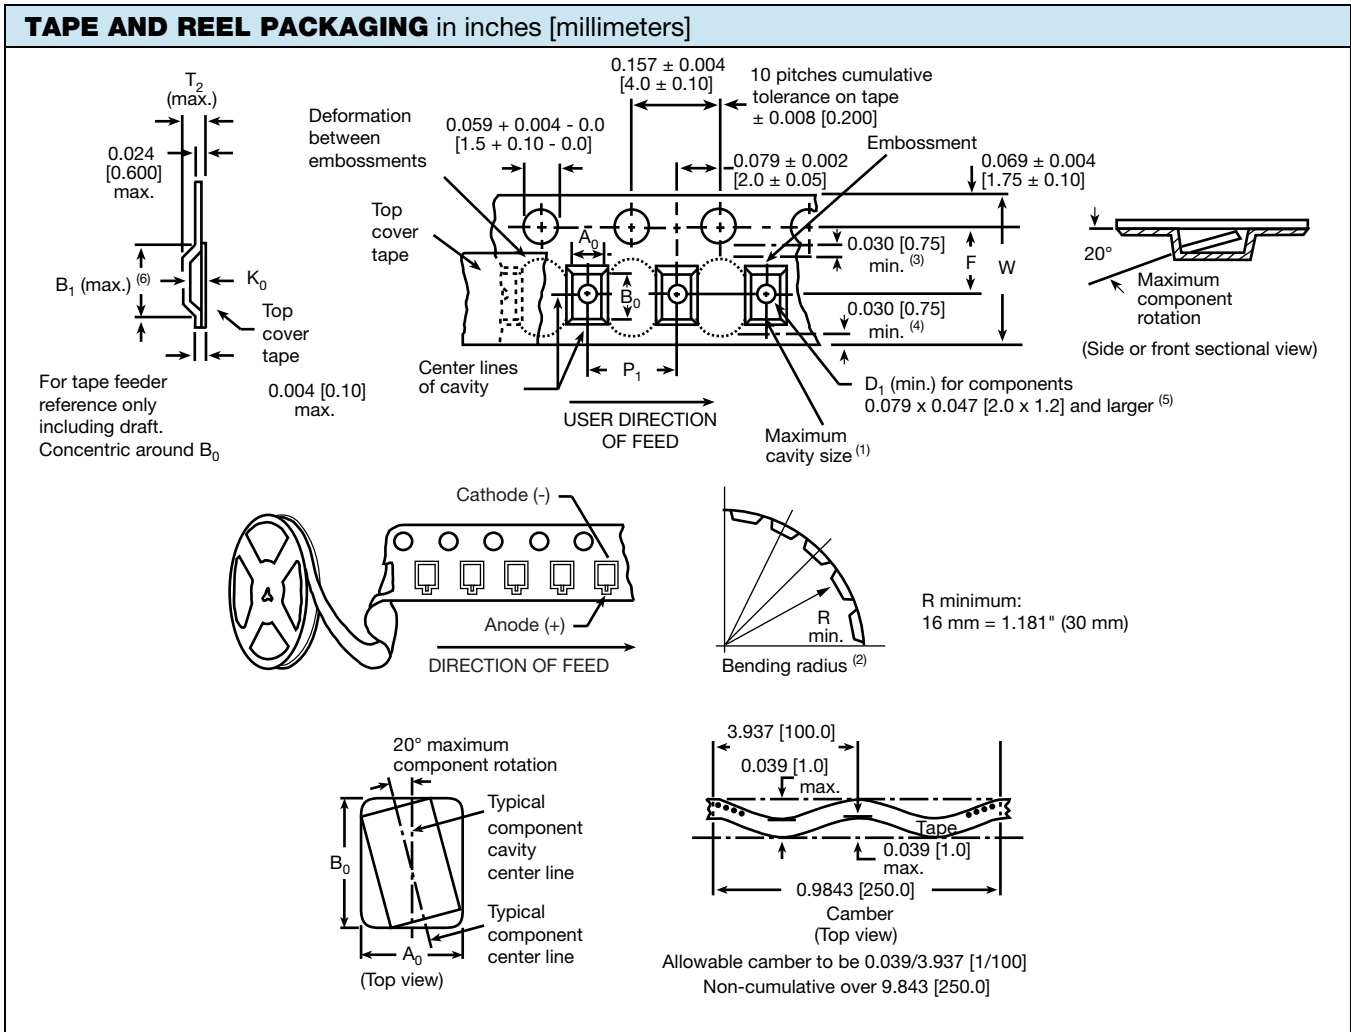 TAPE AND REEL PACKAGING in inches [millimeters]
T2
(max.)
0.024
[0.600]
max.
B1 (max.) (6)
K0
Top
cover
tape
0.004 [0.10]
max.
For tape feeder
reference only
including draft.
Concentric around B0
Deformation
between
embossments
Top
cover
tape
0.059 + 0.004 - 0.0
[1.5 + 0.10 - 0.0]
0.157 ± 0.004
[4.0 ± 0.10]
10 pitches cumulative
tolerance on tape
± 0.008 [0.200]
0.079 ± 0.002
[2.0 ± 0.05]
Embossment
0.069 ± 0.004
[1.75 ± 0.10]
A0
B0
0.030 [0.75]
min. (3)
F
W
0.030 [0.75]
min. (4)
Center lines
of cavity
P1
USER DIRECTION
OF FEED
D1 (min.) for components
0.079 x 0.047 [2.0 x 1.2] and larger (5)
Maximum
cavity size (1)
20°
Maximum
component
rotation
(Side or front sectional view)
Cathode (-)
Anode (+)
DIRECTION OF FEED
R
min.
Bending radius (2)
R minimum:
16 mm = 1.181" (30 mm)
20° maximum
component rotation
Typical
component
cavity
center line
B0
Typical
component
center line
A0
(Top view)
3.937 [100.0]
0.039 [1.0]
max.
Tape
0.039 [1.0]
max.
0.9843 [250.0]
Camber
(Top view)
Allowable camber to be 0.039/3.937 [1/100]
Non-cumulative over 9.843 [250.0]